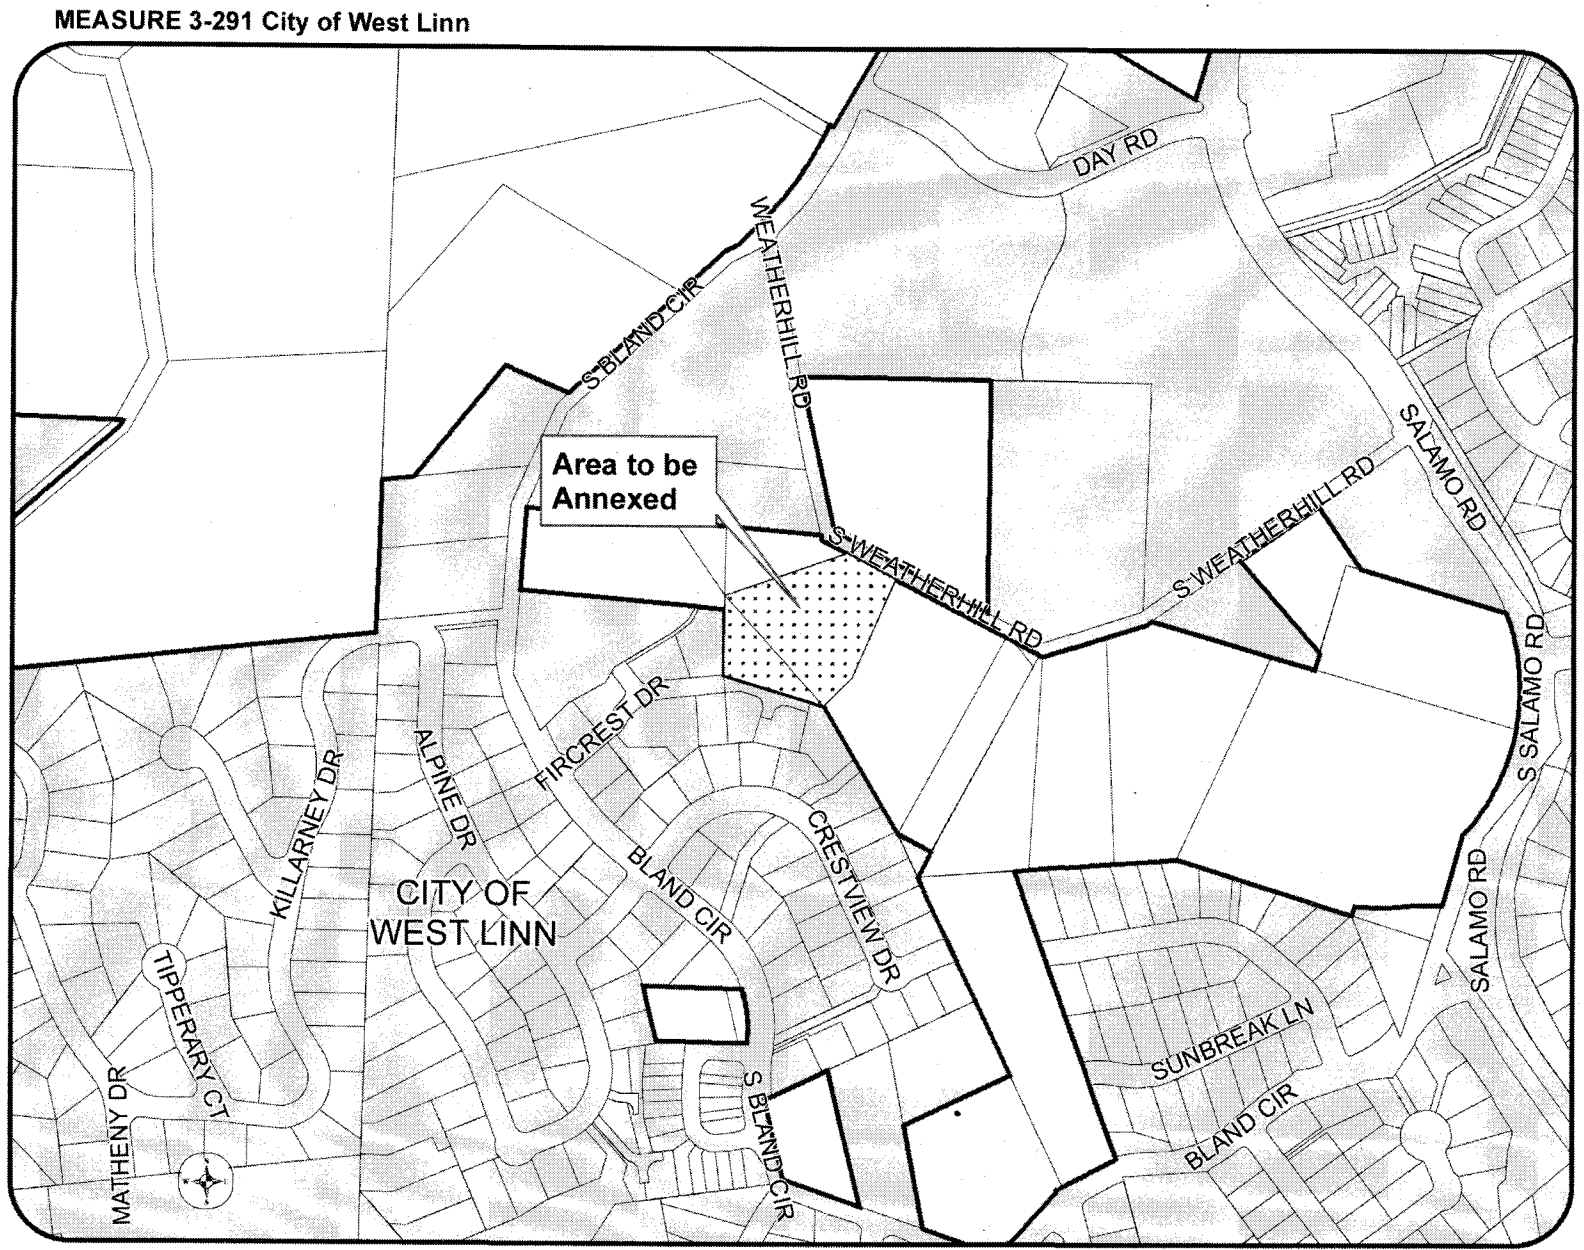 MEASURE 3-291 City of West Linn
DAY RD
WEATHERHILL RD
S BLAND CIR
SALAMO RD
Area to be
Annexed
S WEATHERHILL RD
S WEATHERHILL RD
S SALAMO RD
FIRCREST DR
ALPINE DR
KILLARNEY DR
CRESTVIEW DR
BLAND CIR
SALAMO RD
CITY OF
WEST LINN
TIPPERARY CT
SUNBREAK LN
MATHENY DR
S BLAND CIR
BLAND CIR